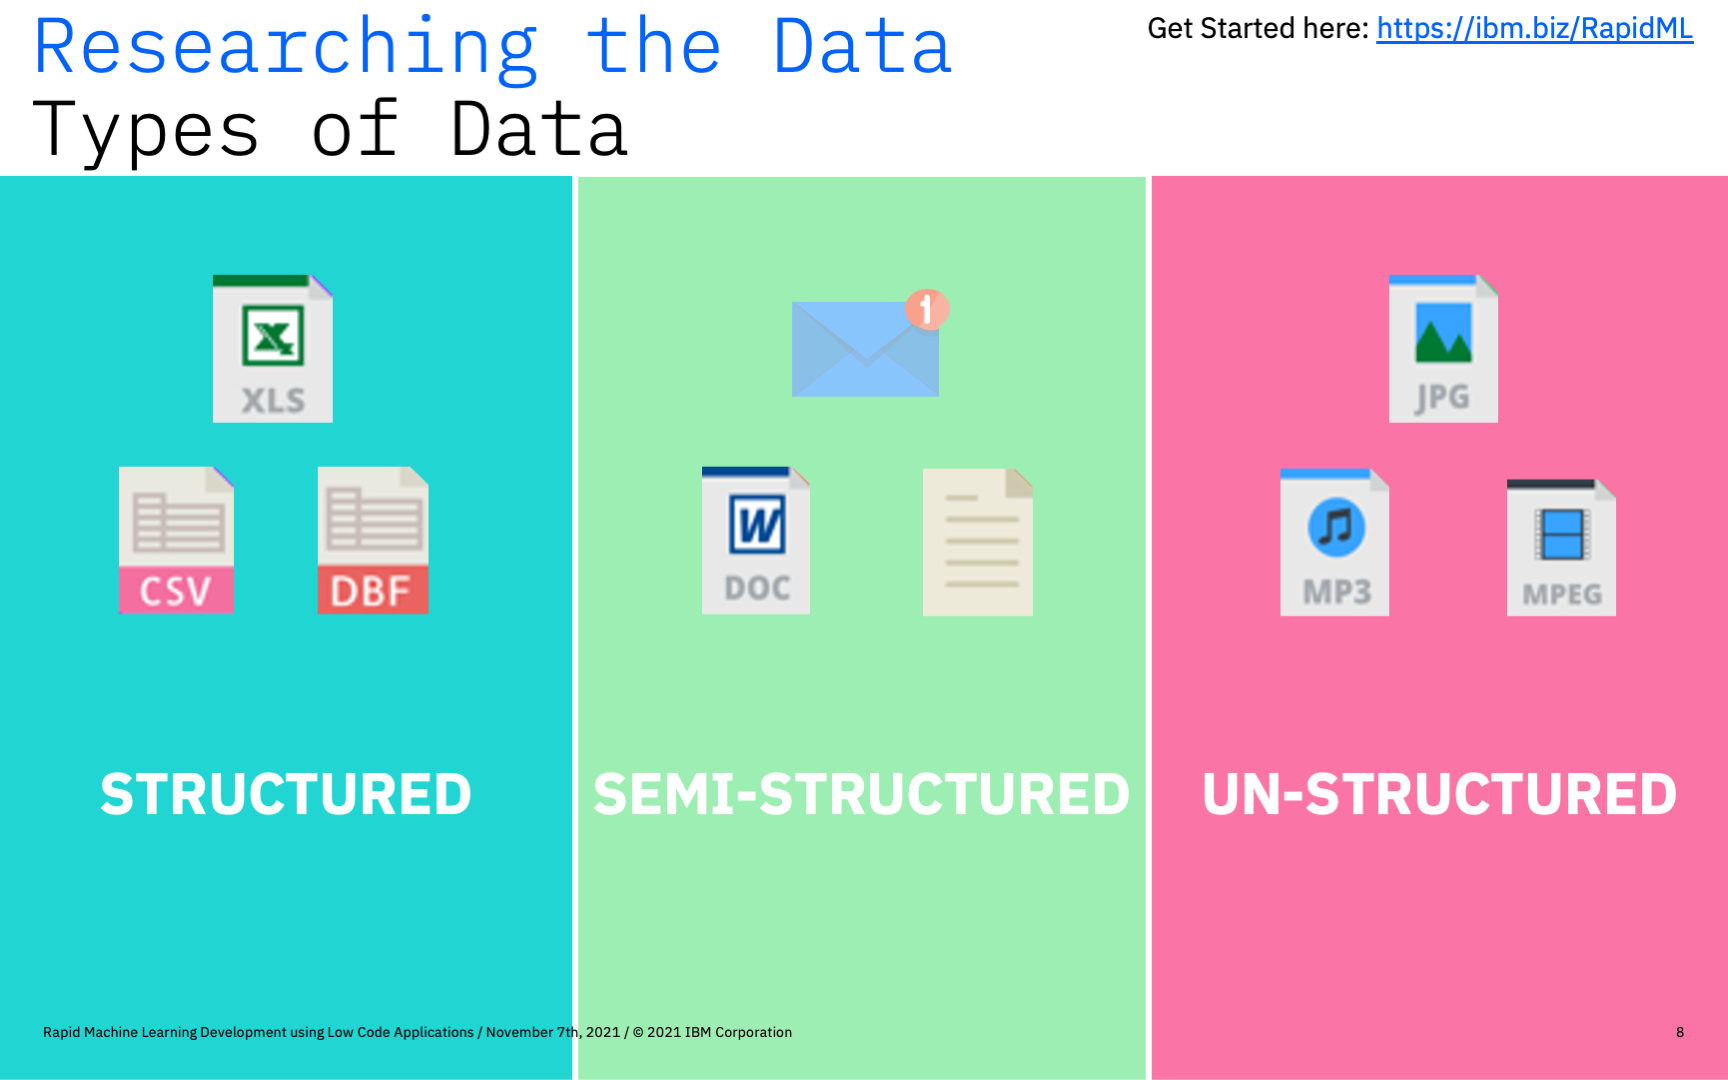 Researching the Data
Types of Data
Get Started here: https://ibm.biz/RapidML
XLS
CSV
DBF
STRUCTURED
1
W
DOC
SEMI-STRUCTURED
JPG
MP3
MPEG
UN-STRUCTURED
Rapid Machine Learning Development using Low Code Applications / November 7th, 2021 / © 2021 IBM Corporation
8